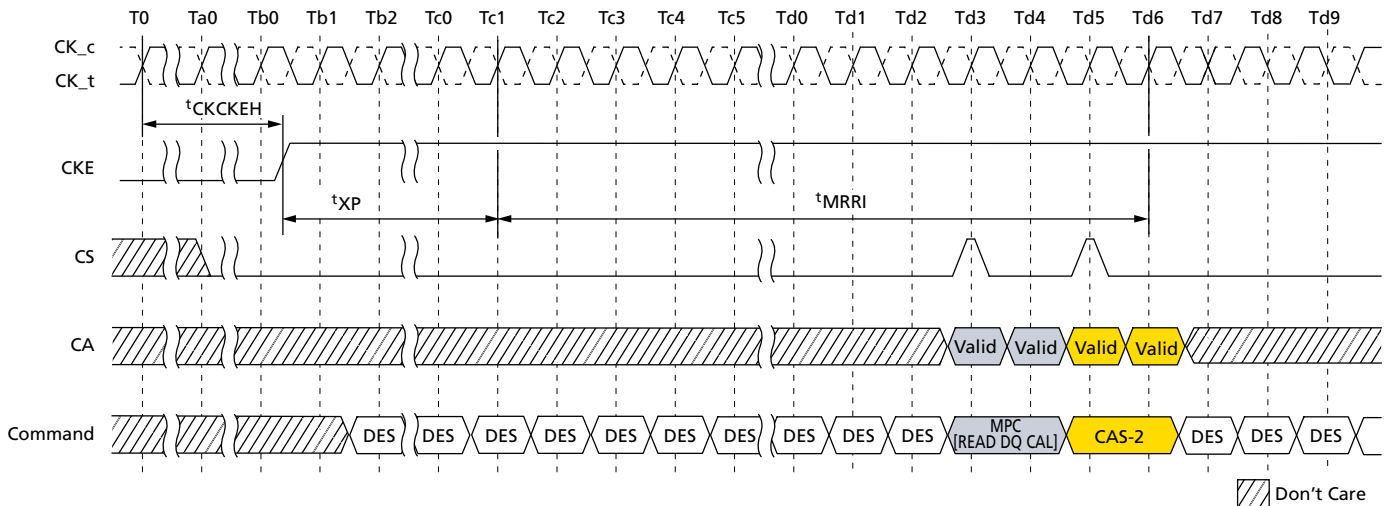 T0 Ta0 Tb0 Tb1 Tb2 Tc0 Tc1 Tc2 Tc3 Tc4 Tc5 Td0 Td1 Td2 Td3 Td4 Td5 Td6 Td7 Td8 Td9
CK_c
CK_t
tCKCKEH
CKE
tXP tMRRI
CS
CA Valid Valid Valid Valid
Command DES DES DES DES DES DES DES DES DES DES MPC [READ DQ CAL] CAS-2 DES DES DES
Don't Care